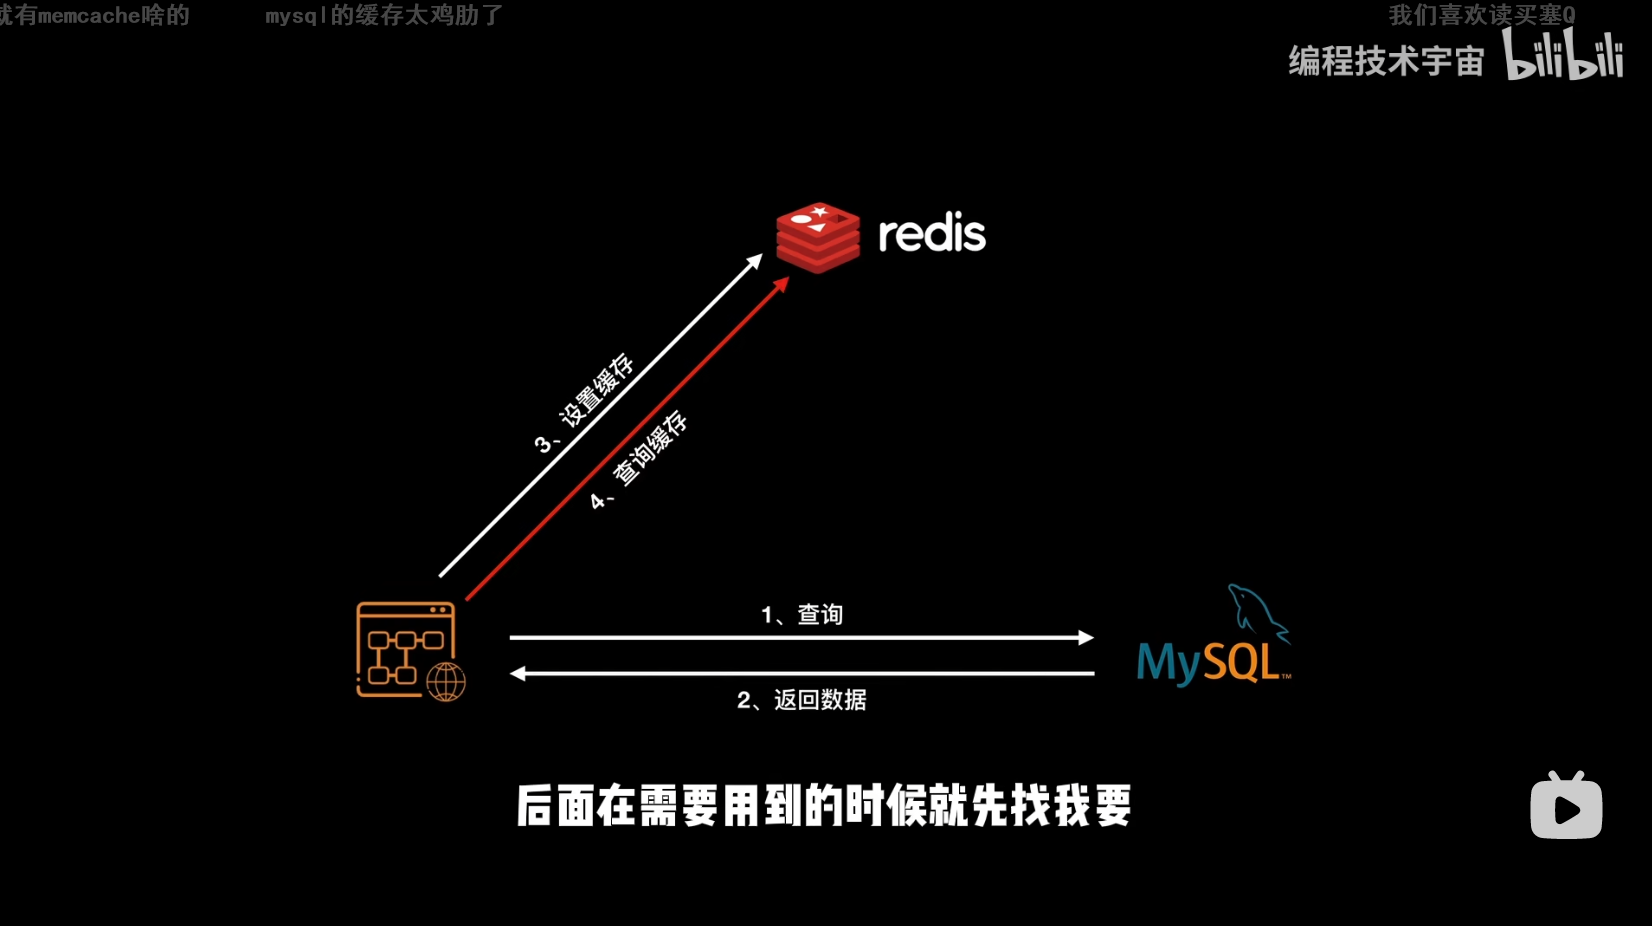 就有memcache啥的
mysql的缓存太鸡肋了
我们喜欢读买塞Q
编程技术宇宙 bilibili
redis
3、设置缓存
4、查询缓存
1、查询
MySQL™
2、返回数据
后面在需要用到的时候就先找我要